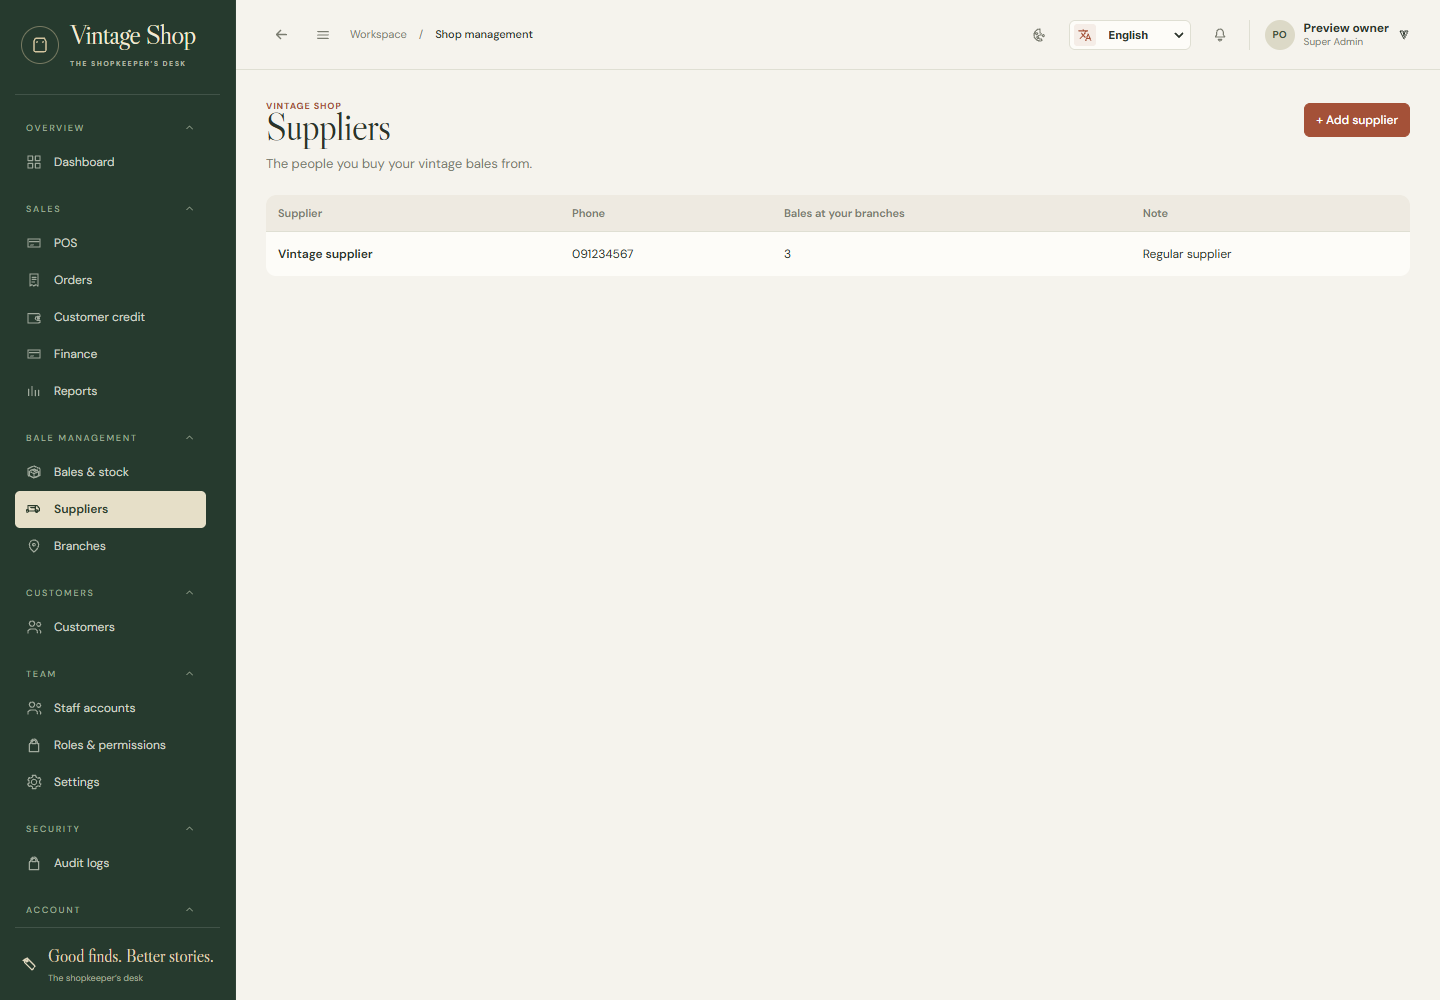 Vintage Shop
THE SHOPKEEPER'S DESK
OVERVIEW
Dashboard
SALES
POS
Orders
Customer credit
Finance
Reports
BALE MANAGEMENT
Bales & stock
Suppliers
Branches
CUSTOMERS
Customers
TEAM
Staff accounts
Roles & permissions
Settings
SECURITY
Audit logs
ACCOUNT
Good finds. Better stories.
The shopkeeper's desk
Workspace / Shop management
English
PO
Preview owner
Super Admin
VINTAGE SHOP
Suppliers
The people you buy your vintage bales from.
+ Add supplier
Supplier Phone Bales at your branches Note
Vintage supplier 091234567 3 Regular supplier